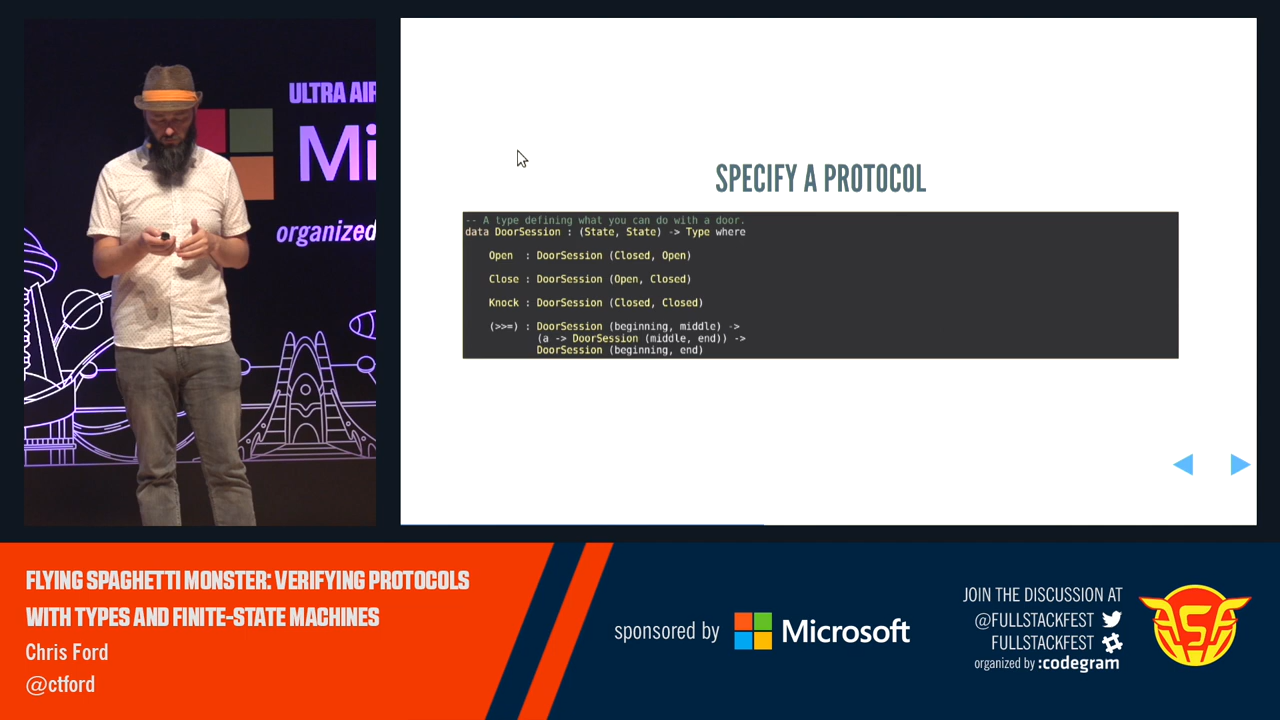 ULTRA AIR
Mi
organized
SPECIFY A PROTOCOL
-- A type defining what you can do with a door.
data DoorSession : (State, State) -> Type where
Open : DoorSession (Closed, Open)
Close : DoorSession (Open, Closed)
Knock : DoorSession (Closed, Closed)
(>>=) : DoorSession (beginning, middle) ->
(a -> DoorSession (middle, end)) ->
DoorSession (beginning, end)
FLYING SPAGHETTI MONSTER: VERIFYING PROTOCOLS
WITH TYPES AND FINITE-STATE MACHINES
Chris Ford
@ctford
sponsored by Microsoft
JOIN THE DISCUSSION AT
@FULLSTACKFEST
FULLSTACKFEST
organized by :codegram
FSF